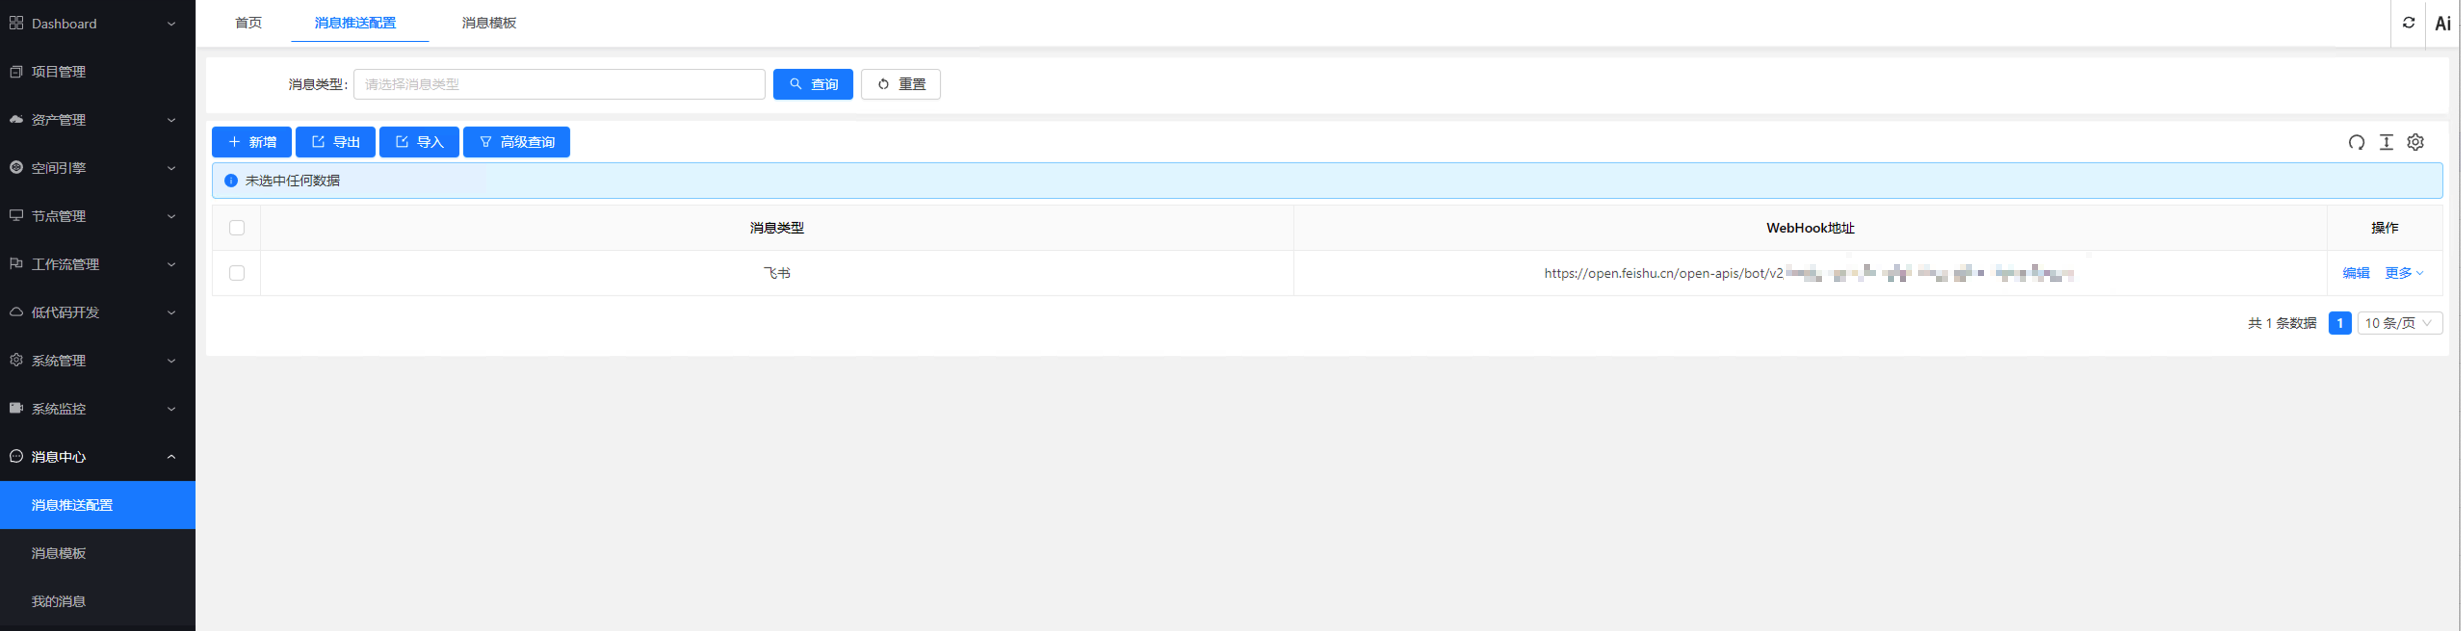 Dashboard
项目管理
资产管理
空间引擎
节点管理
工作流管理
低代码开发
系统管理
系统监控
消息中心
消息推送配置
消息模板
我的消息
首页 消息推送配置 消息模板
Ai
消息类型: 请选择消息类型 查询 重置
新增 导出 导入 高级查询
未选中任何数据
消息类型 WebHook地址 操作
飞书 https://open.feishu.cn/open-apis/bot/v2 编辑 更多
共 1 条数据 1 10 条/页